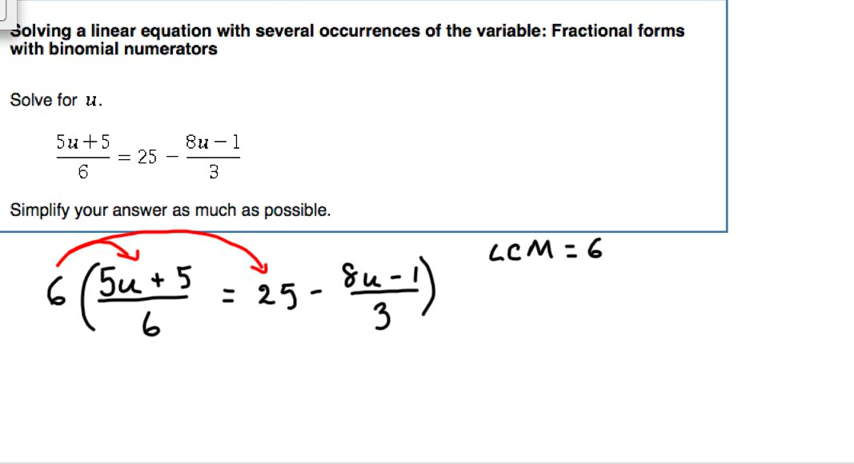 Solving a linear equation with several occurrences of the variable: Fractional forms
with binomial numerators
Solve for u.
5u+5
6
= 25 −
8u−1
3
Simplify your answer as much as possible.
LCM = 6
6 (
5u + 5
6
= 25 -
8u - 1
3
)